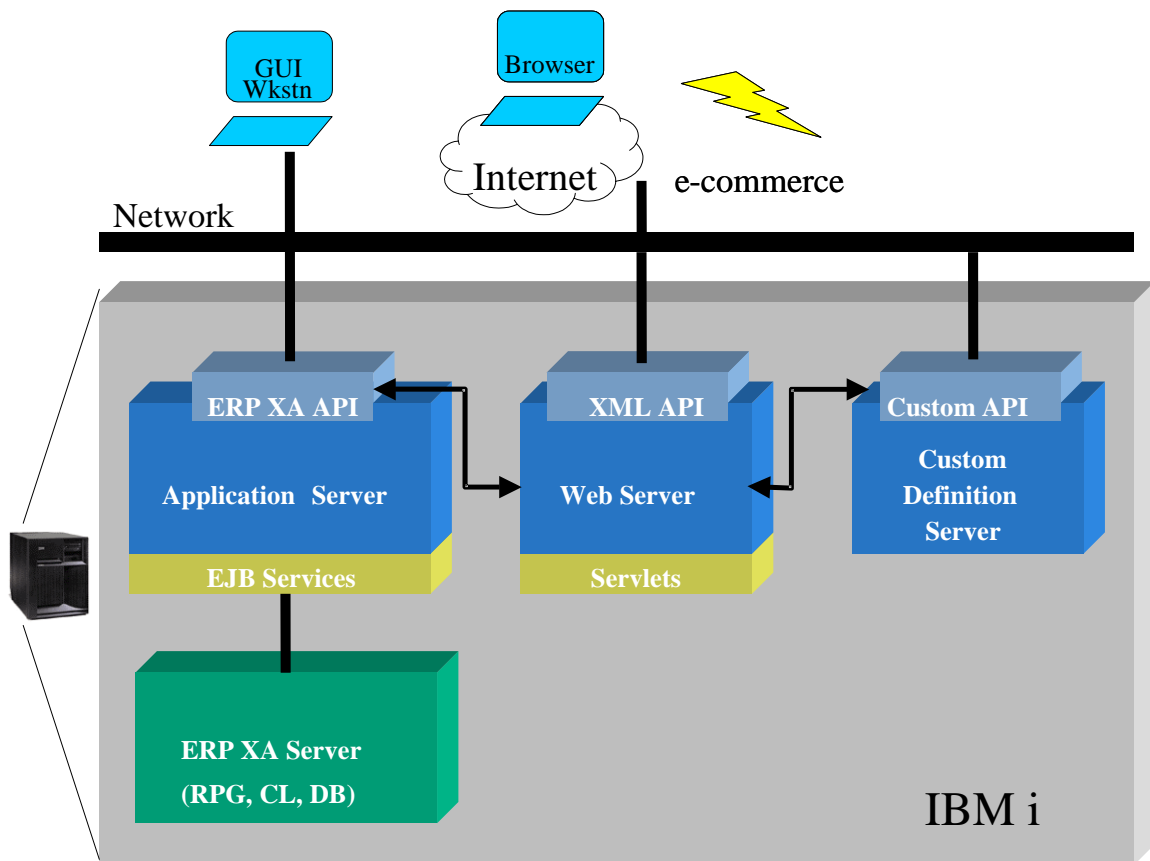 GUI
Wkstn
Browser
Internet
e-commerce
Network
ERP XA API
XML API
Custom API
Application Server
Web Server
Custom
Definition
Server
EJB Services
Servlets
ERP XA Server
(RPG, CL, DB)
IBM i